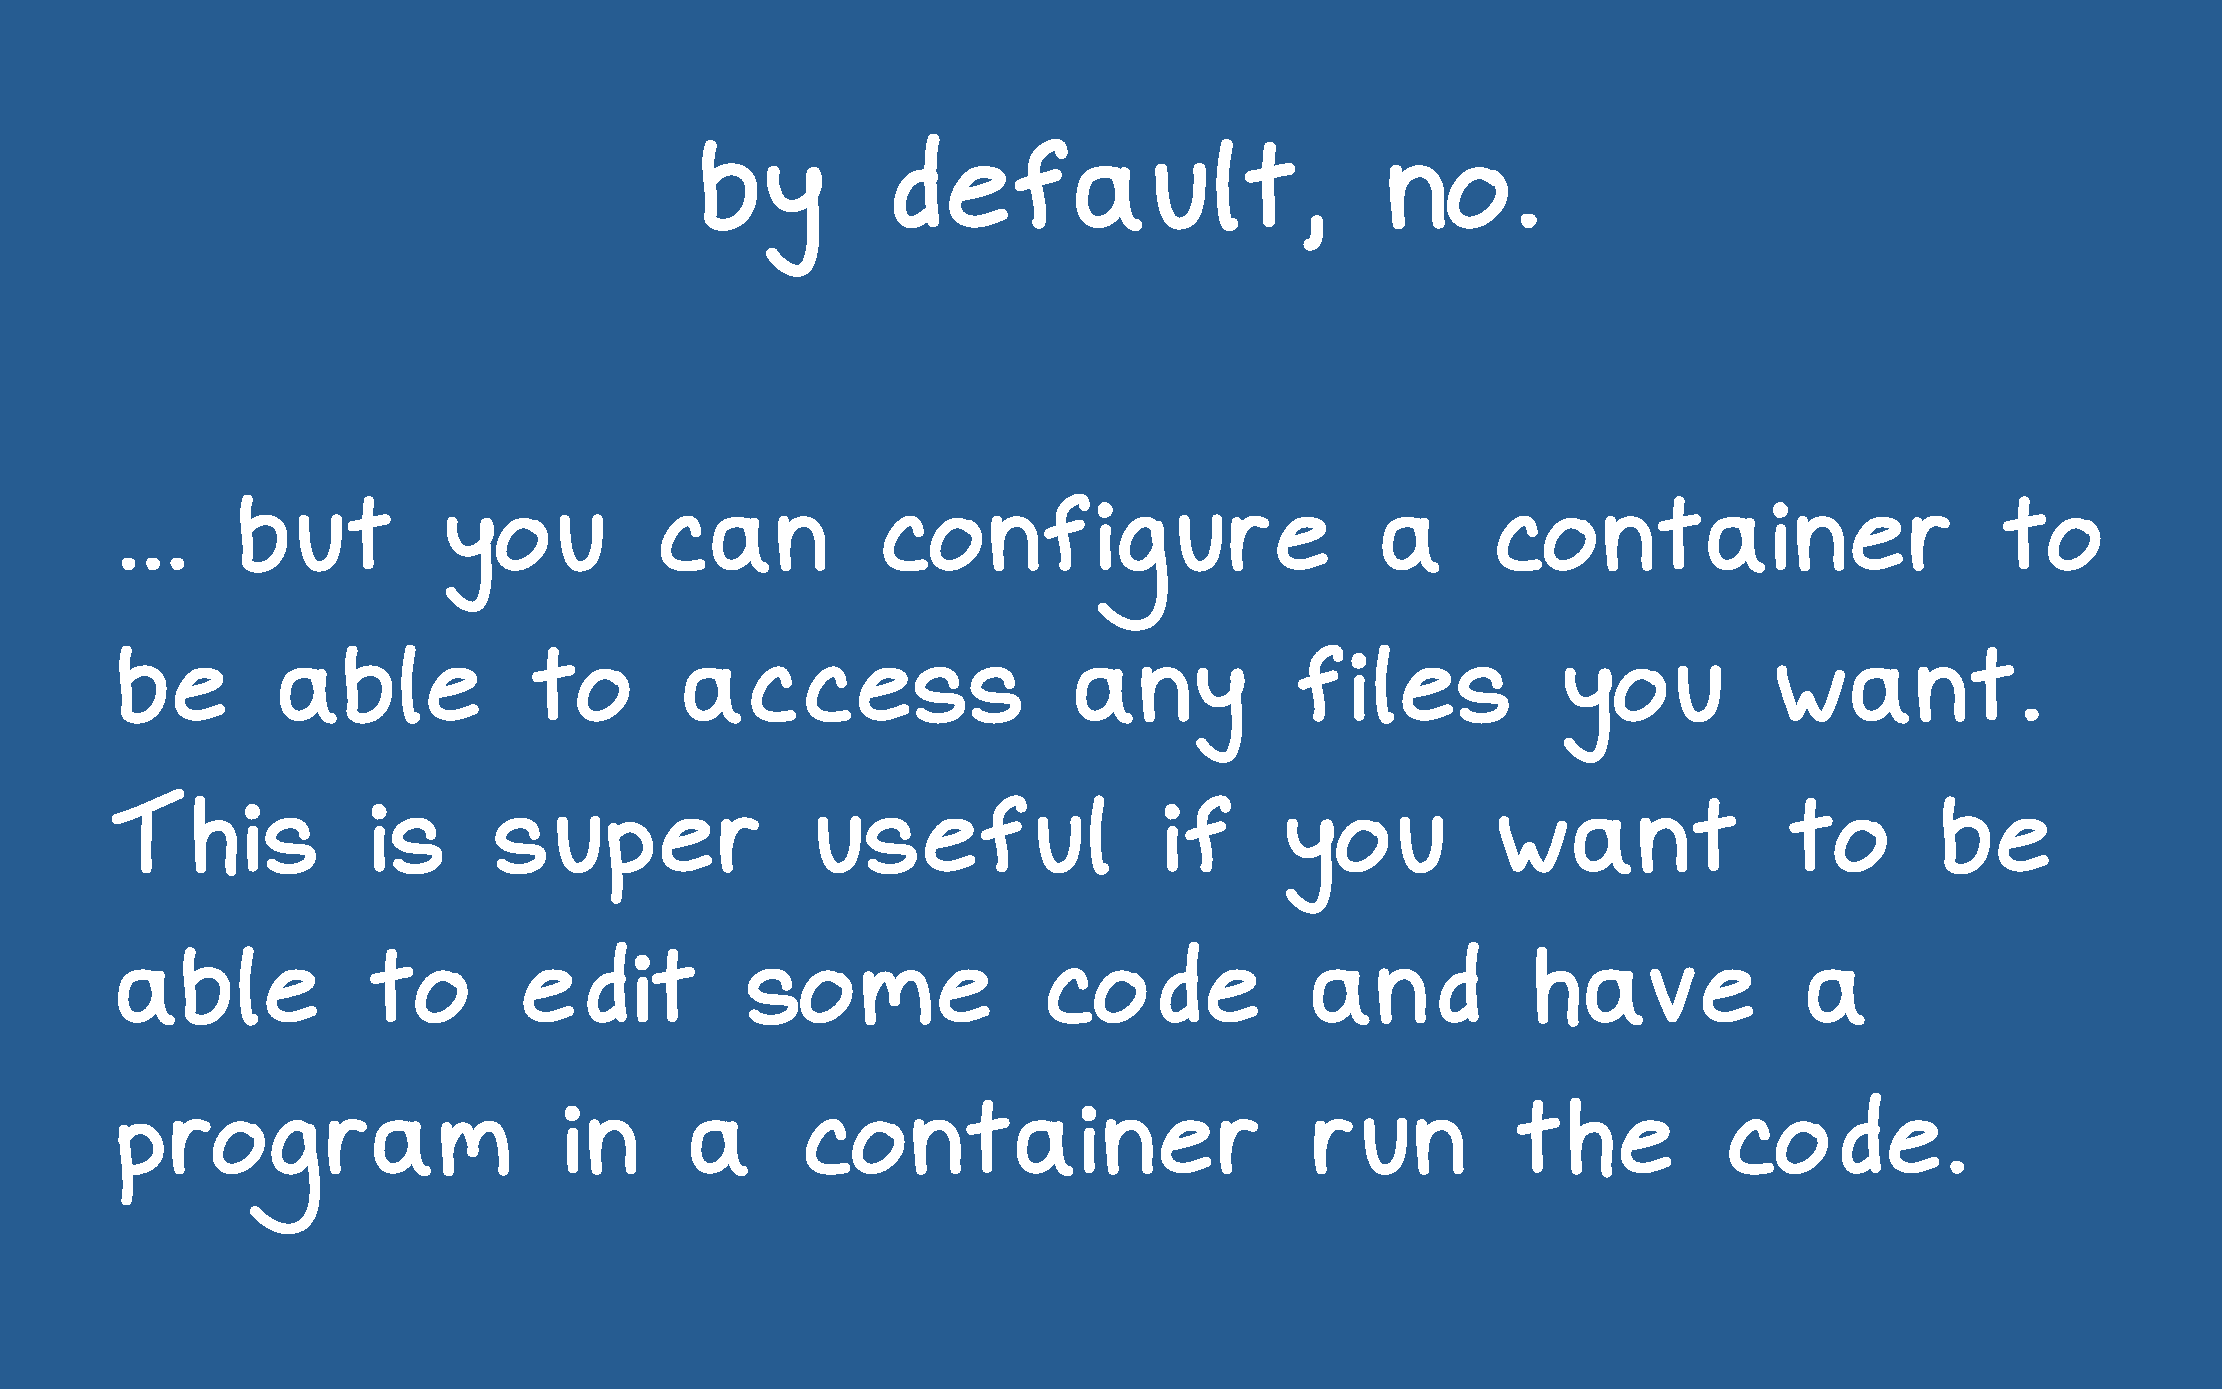 by default, no.
... but you can configure a container to
be able to access any files you want.
This is super useful if you want to be
able to edit some code and have a
program in a container run the code.